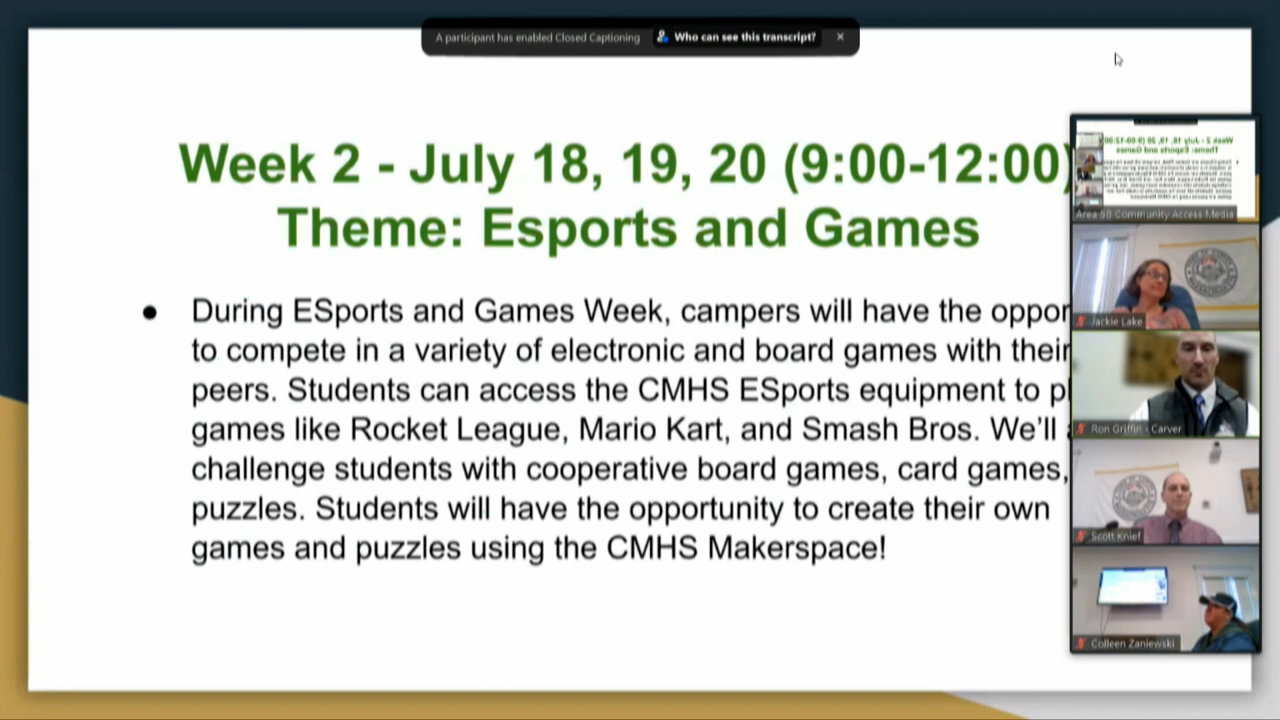 A participant has enabled Closed Captioning Who can see this transcript?
Week 2 - July 18, 19, 20 (9:00-12:00)
Theme: Esports and Games
● During ESports and Games Week, campers will have the oppor
to compete in a variety of electronic and board games with their
peers. Students can access the CMHS ESports equipment to pl
games like Rocket League, Mario Kart, and Smash Bros. We'll
challenge students with cooperative board games, card games,
puzzles. Students will have the opportunity to create their own
games and puzzles using the CMHS Makerspace!
Area 58 Community Access Media
Jackie Lake
Ron Griffin - Carver
Scott Knief
Colleen Zaniewski